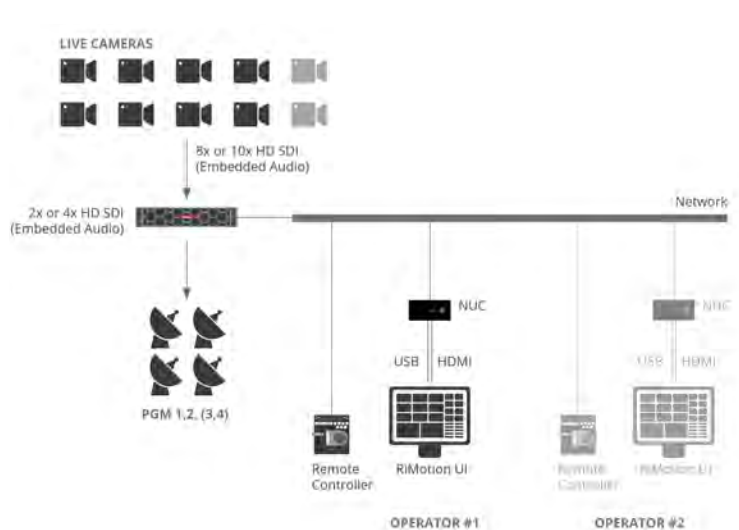 LIVE CAMERAS
8x or 10x HD SDI
(Embedded Audio)
2x or 4x HD SDI
(Embedded Audio)
Network
NUC
NUC
USB
HDMI
USB
HDMI
PGM 1,2, (3,4)
Remote
Controller
RiMotion UI
Remote
Controller
RiMotion UI
OPERATOR #1
OPERATOR #2